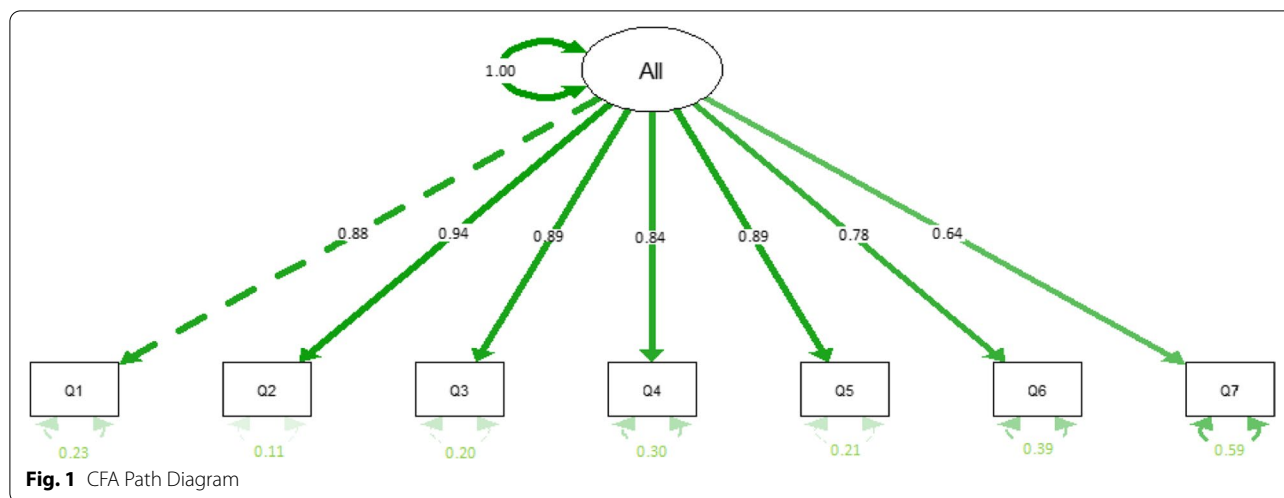 All
1.00
0.88 0.94 0.89 0.84 0.89 0.78 0.64
Q1 Q2 Q3 Q4 Q5 Q6 Q7
0.23 0.11 0.20 0.30 0.21 0.39 0.59
Fig. 1 CFA Path Diagram